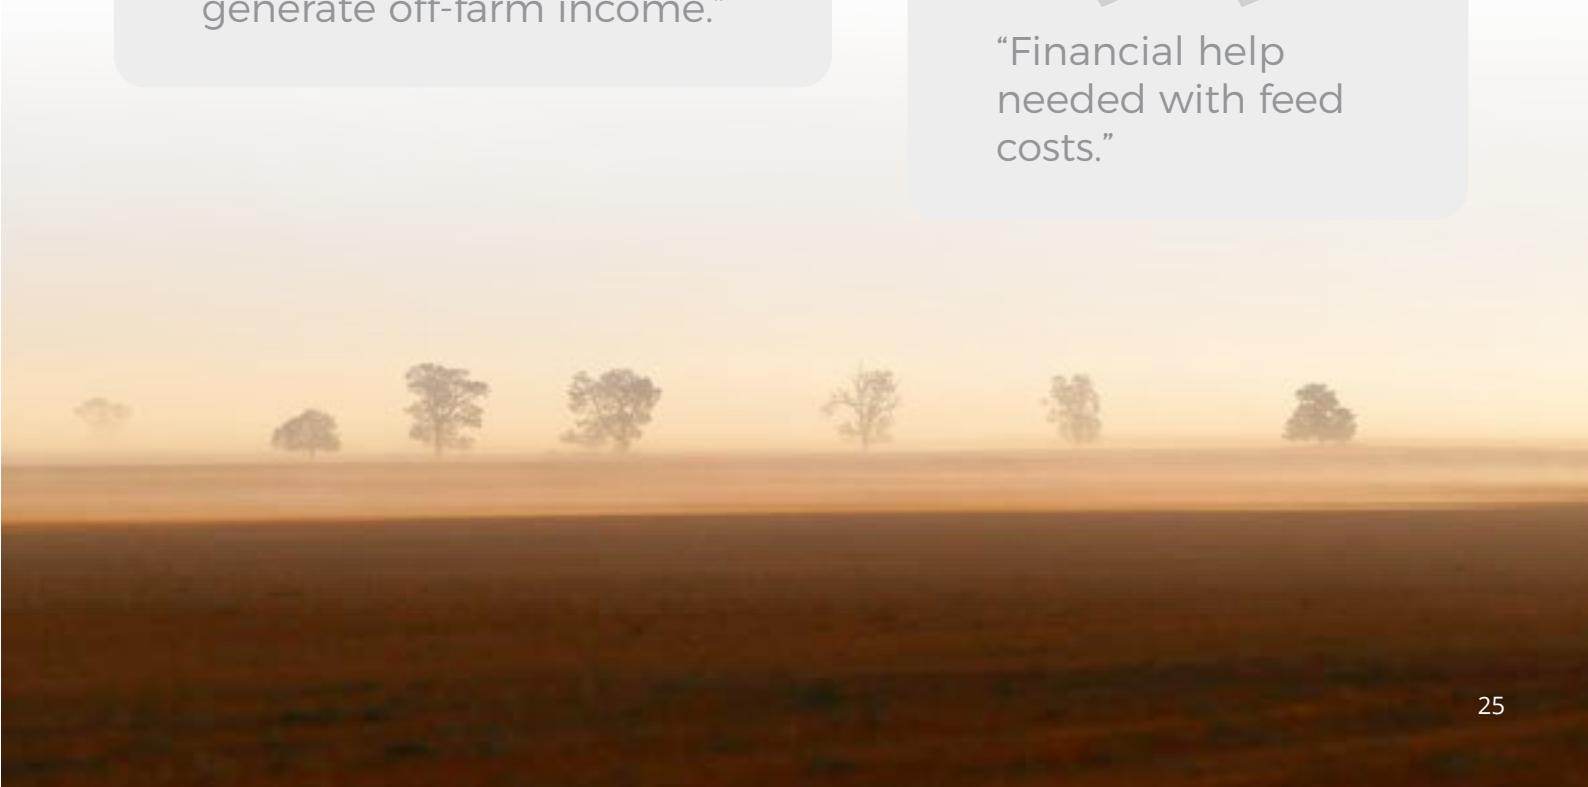 generate off-farm income.”
“Financial help
needed with feed
costs.”
25